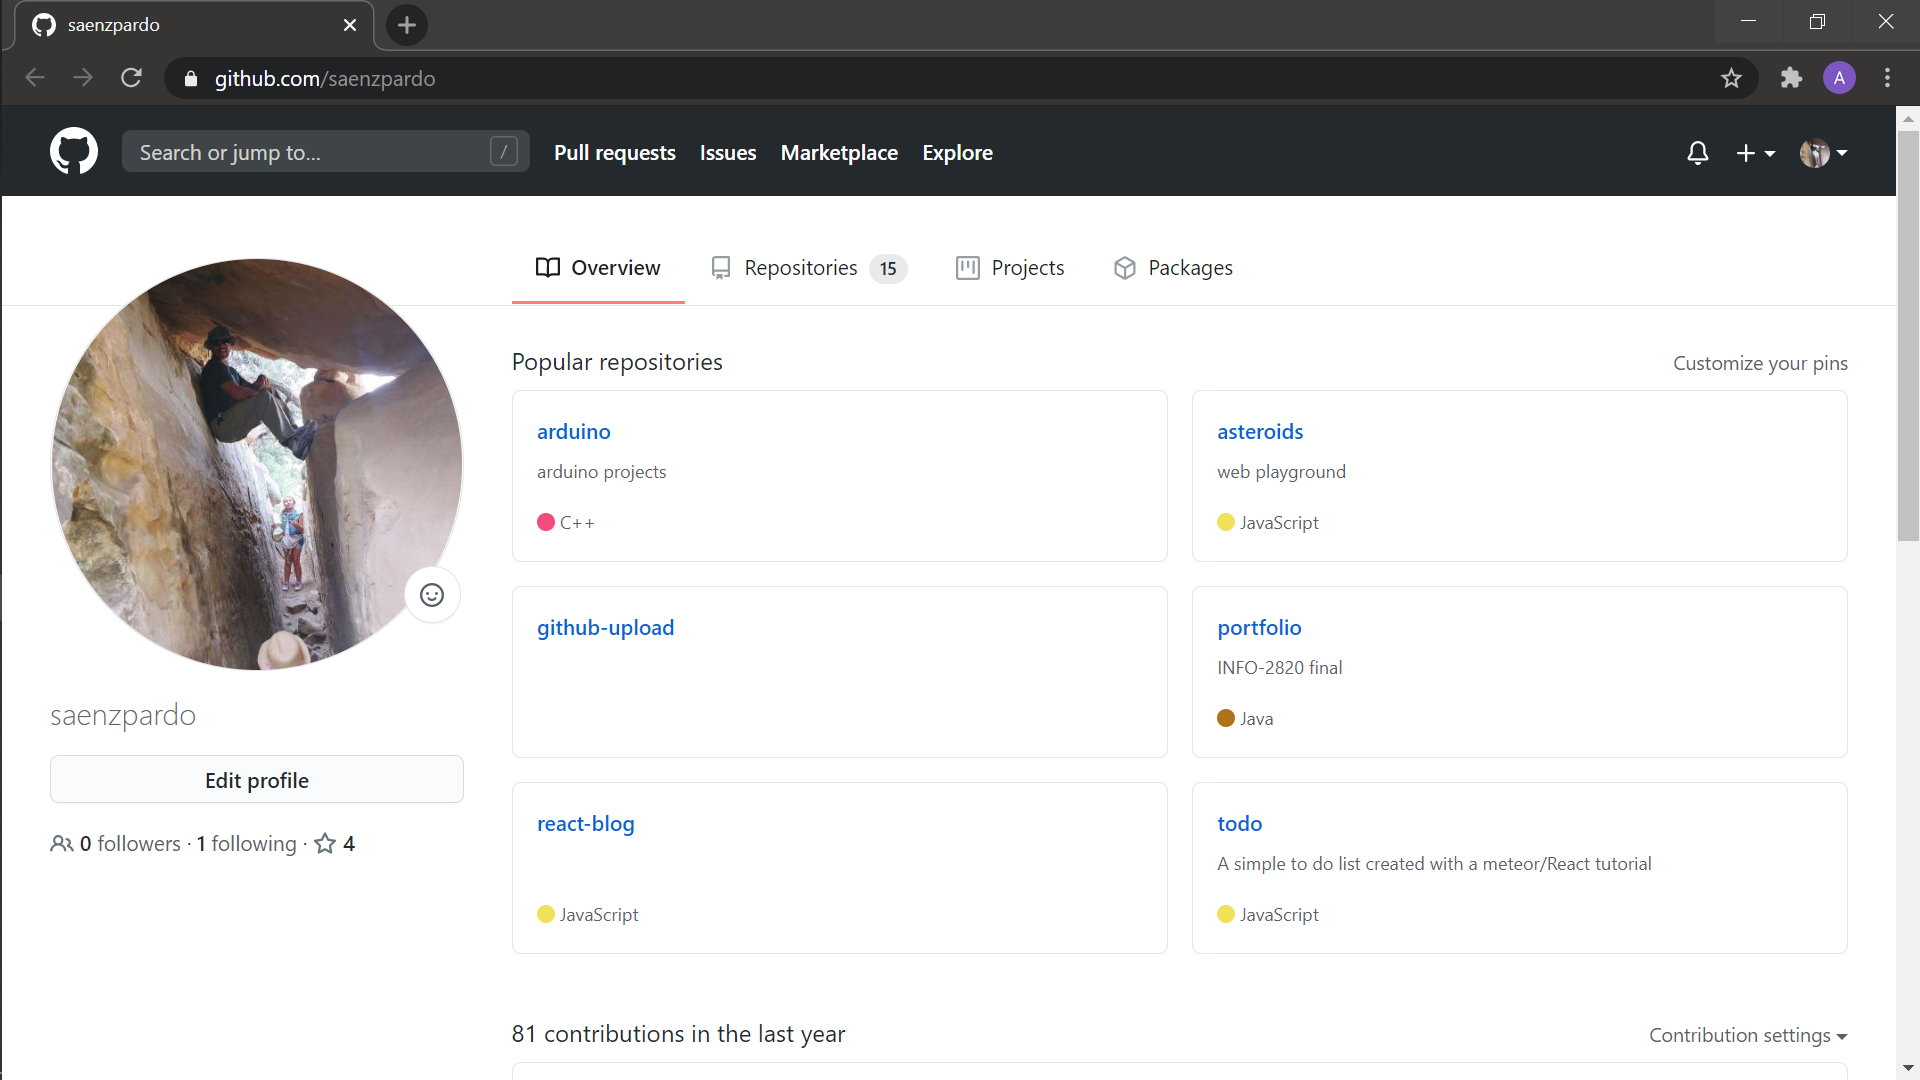 saenzpardo
github.com/saenzpardo
A
Search or jump to...
/
Pull requests
Issues
Marketplace
Explore
Overview
Repositories 15
Projects
Packages
Popular repositories
Customize your pins
arduino
arduino projects
C++
asteroids
web playground
JavaScript
github-upload
portfolio
INFO-2820 final
Java
react-blog
JavaScript
todo
A simple to do list created with a meteor/React tutorial
JavaScript
saenzpardo
Edit profile
0 followers · 1 following · 4
81 contributions in the last year
Contribution settings